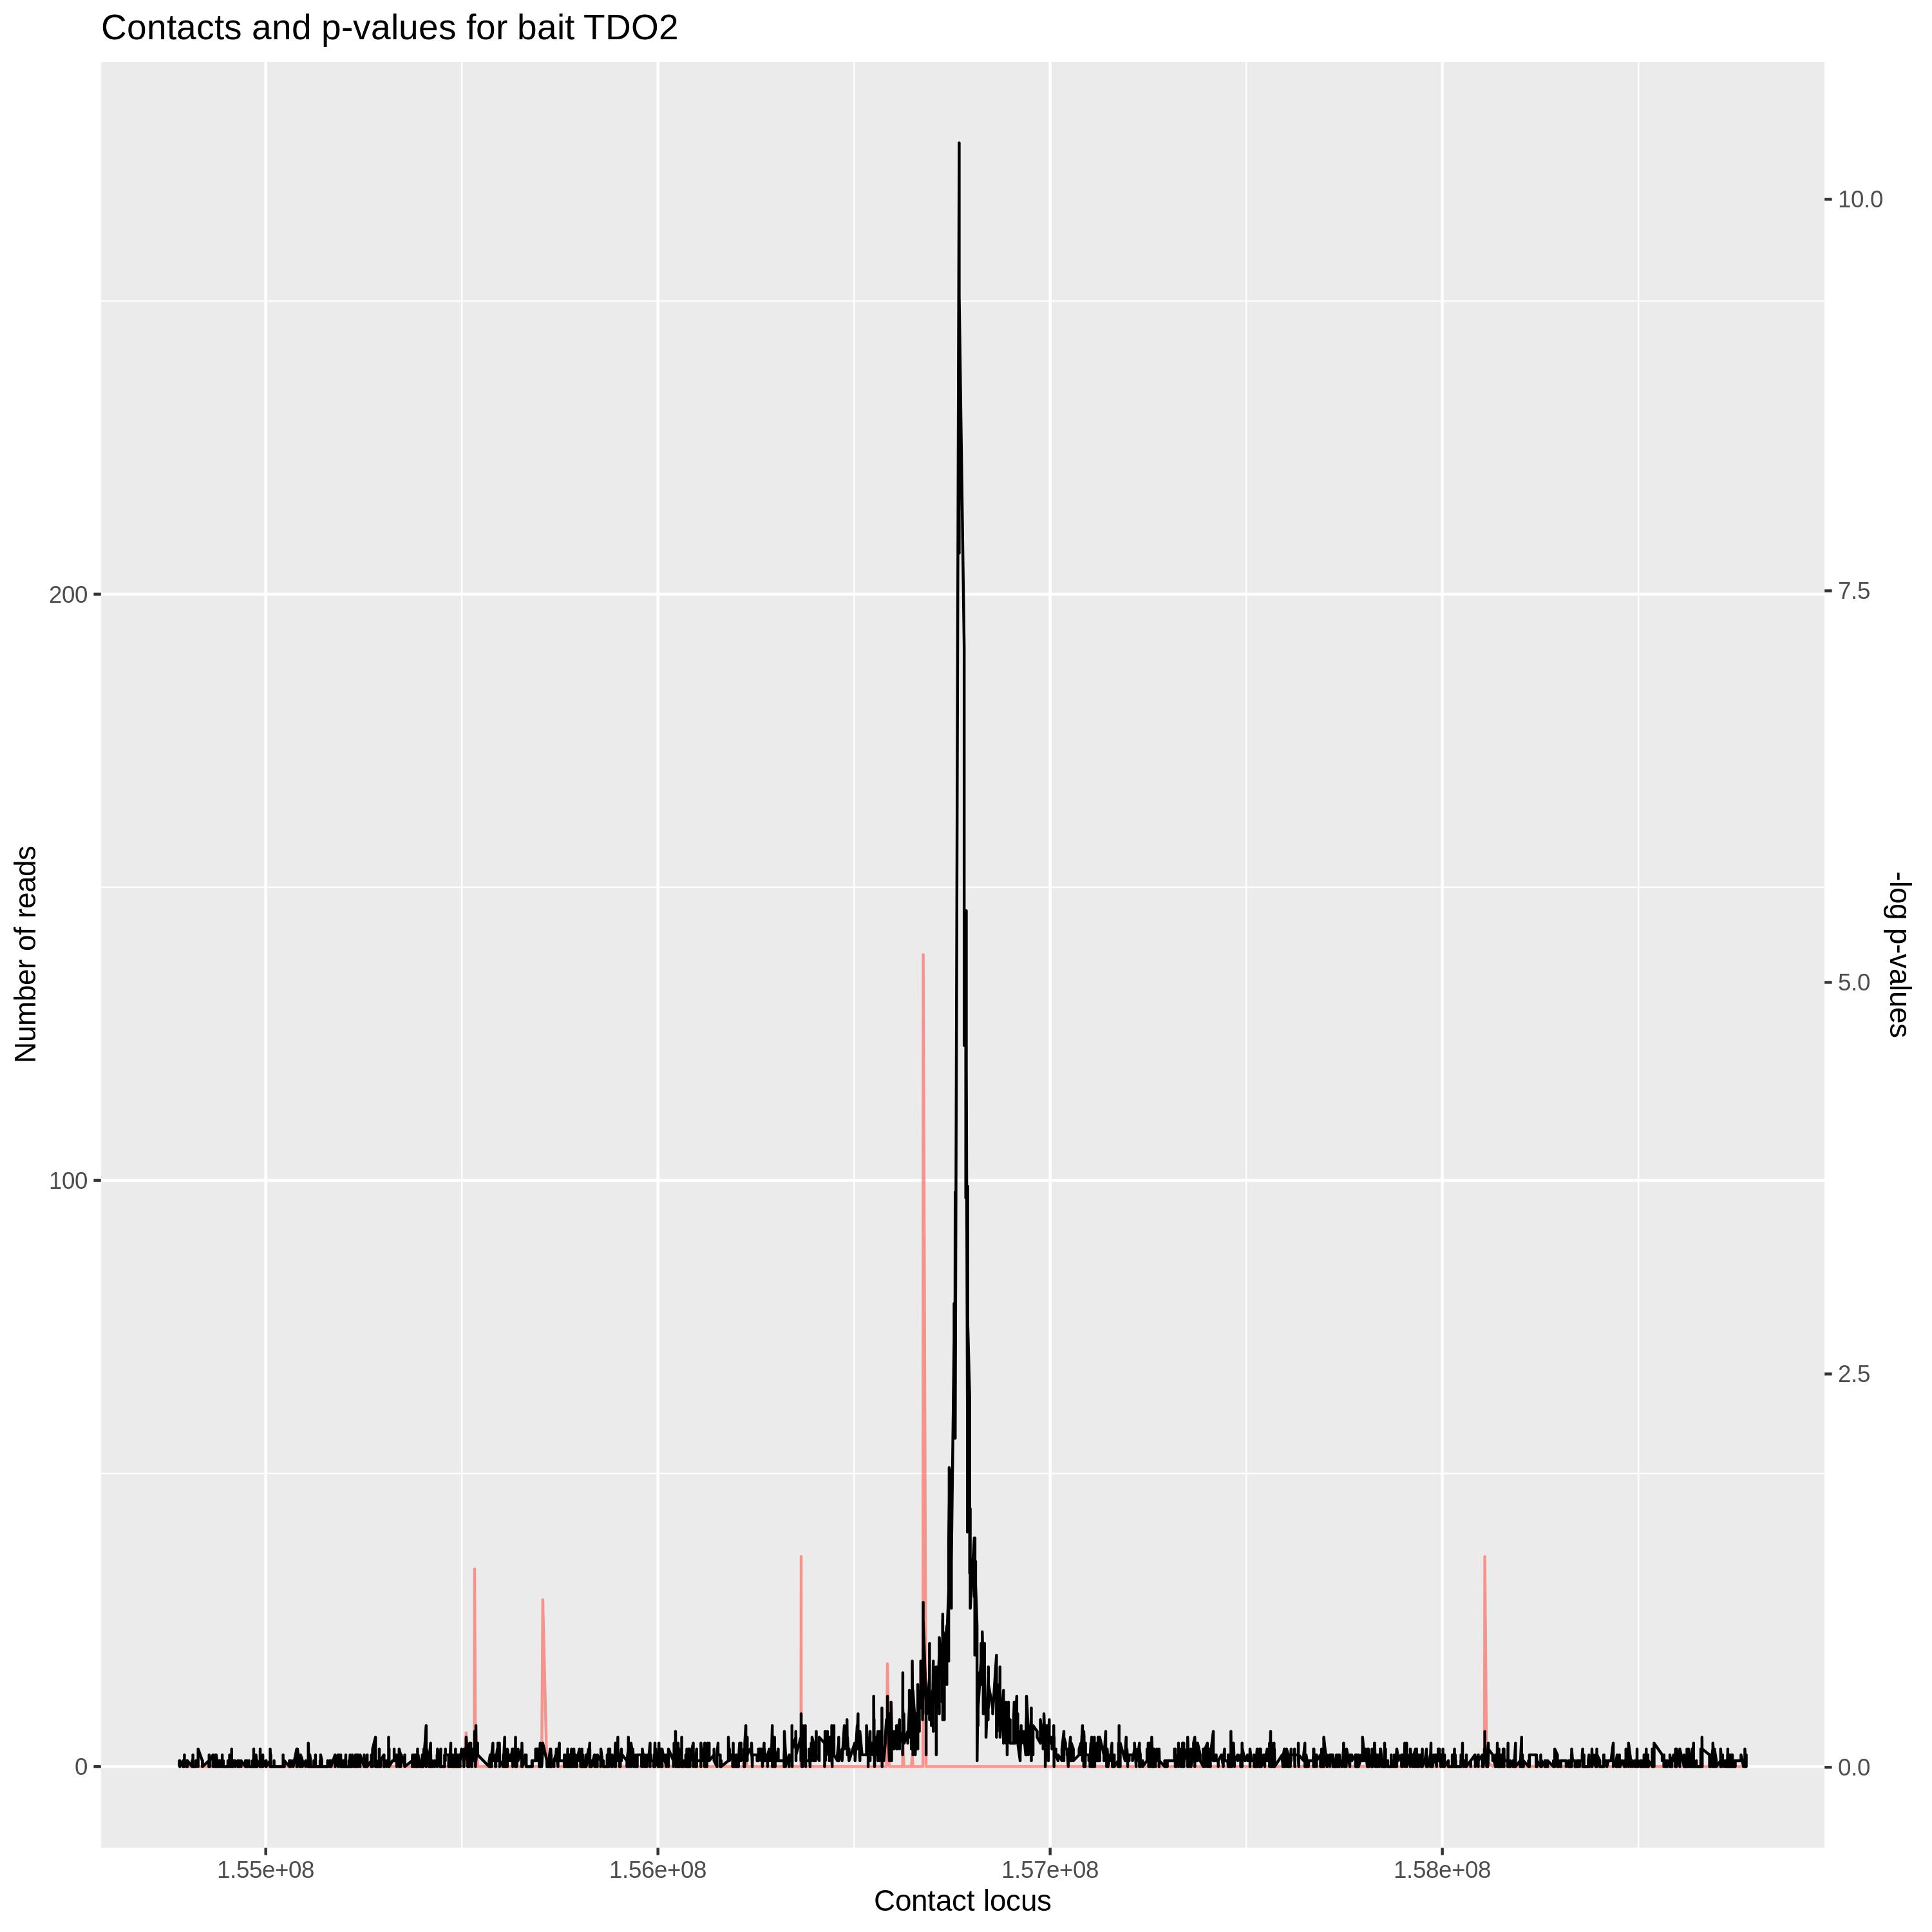 Contacts and p-values for bait TDO2
Number of reads
200
100
0
10.0
7.5
5.0
2.5
0.0
-log p-values
1.55e+08
1.56e+08
1.57e+08
1.58e+08
Contact locus